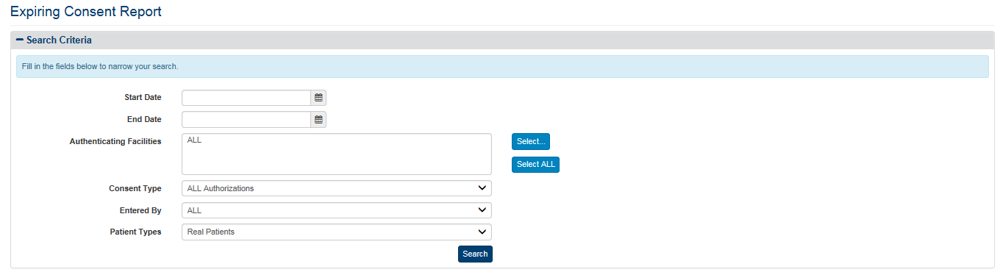 Expiring Consent Report
Search Criteria
Fill in the fields below to narrow your search.
Start Date
End Date
Authenticating Facilities ALL Select...
Select ALL
Consent Type ALL Authorizations
Entered By ALL
Patient Types Real Patients
Search